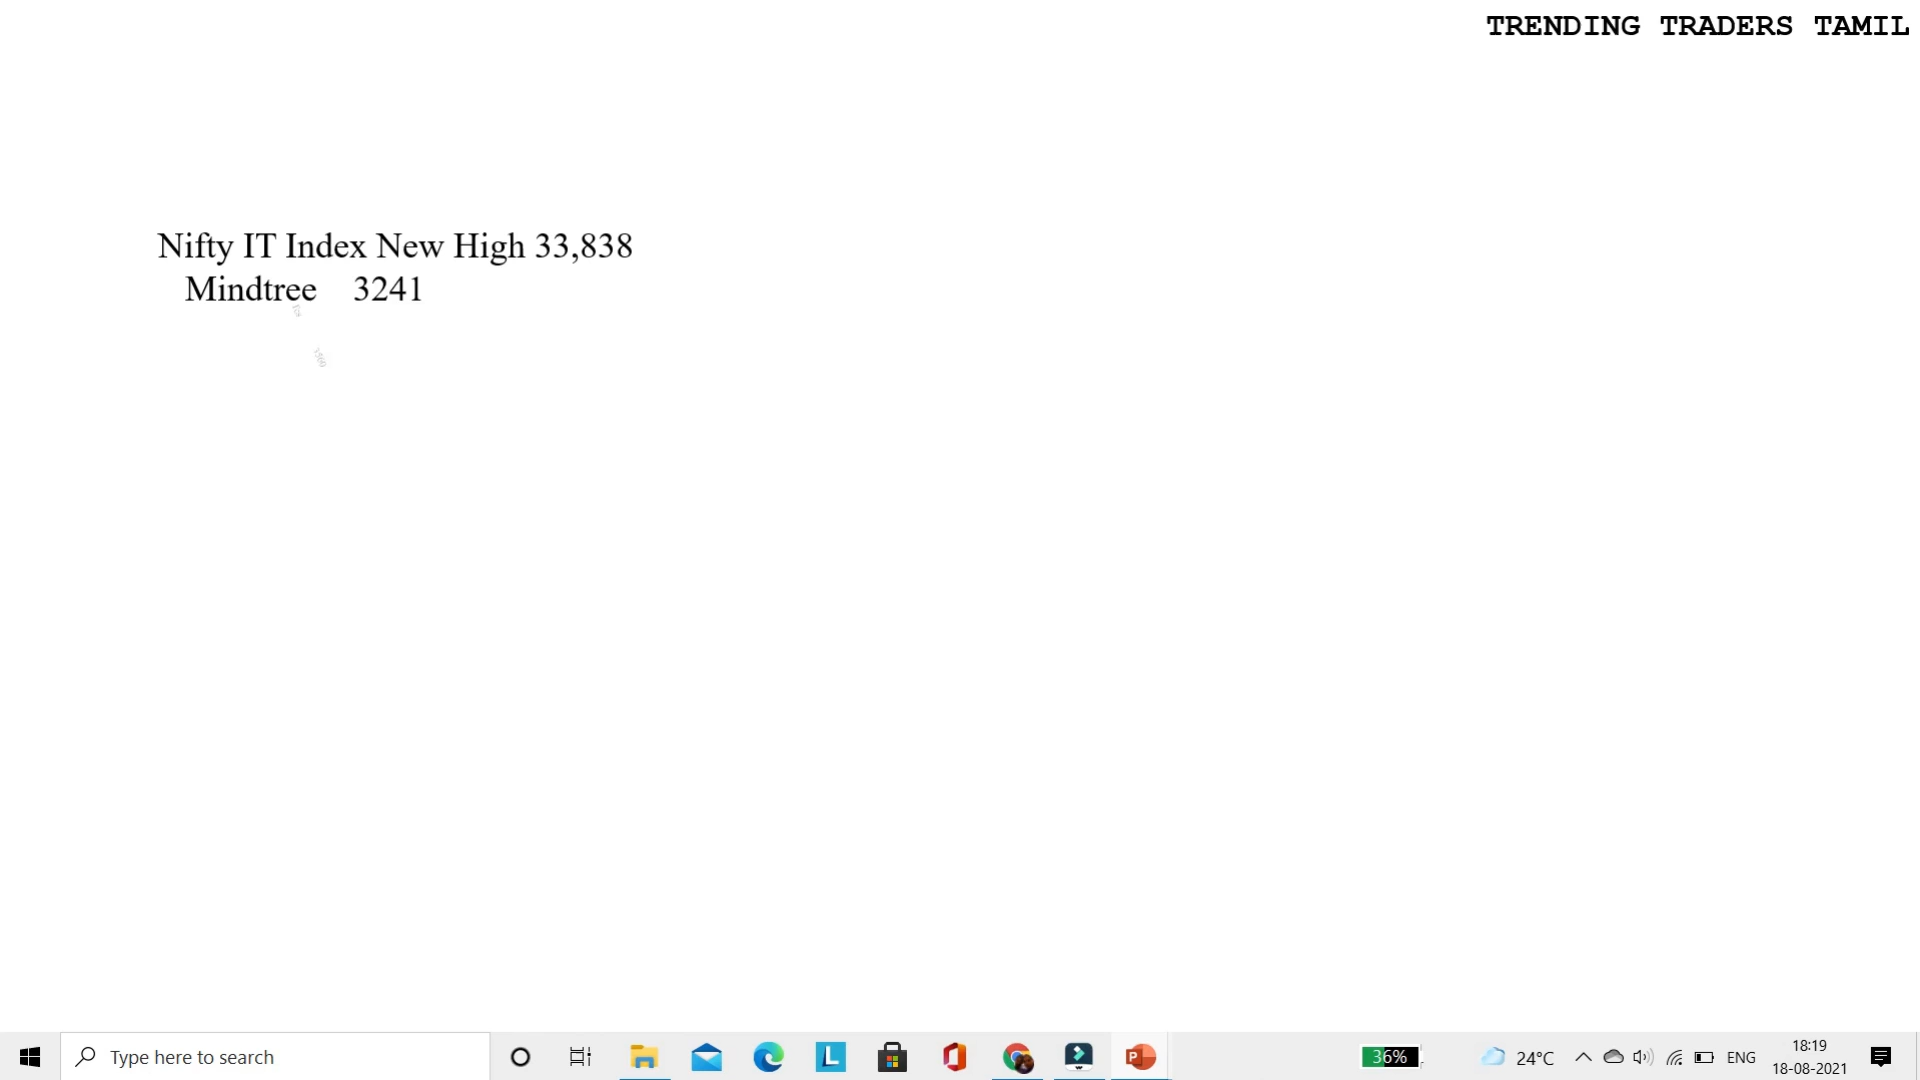 TRENDING TRADERS TAMIL
Nifty IT Index New High 33,838
Mindtree 3241
Type here to search
36%
24°C
ENG
18:19
18-08-2021